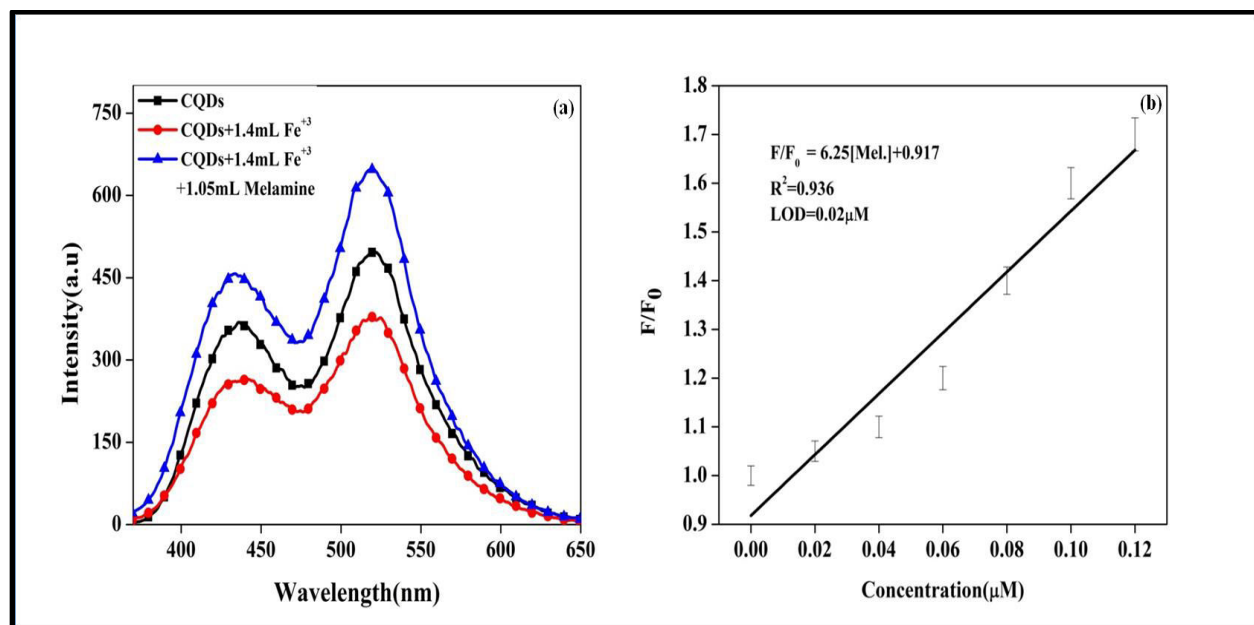 (a)
CQDs
CQDs+1.4mL Fe⁺³
CQDs+1.4mL Fe⁺³
+1.05mL Melamine
Intensity(a.u)
750
600
450
300
150
0
400 450 500 550 600 650
Wavelength(nm)
(b)
F/F₀ = 6.25[Mel.]+0.917
R²=0.936
LOD=0.02μM
F/F₀
1.8
1.7
1.6
1.5
1.4
1.3
1.2
1.1
1.0
0.9
0.00 0.02 0.04 0.06 0.08 0.10 0.12
Concentration(μM)